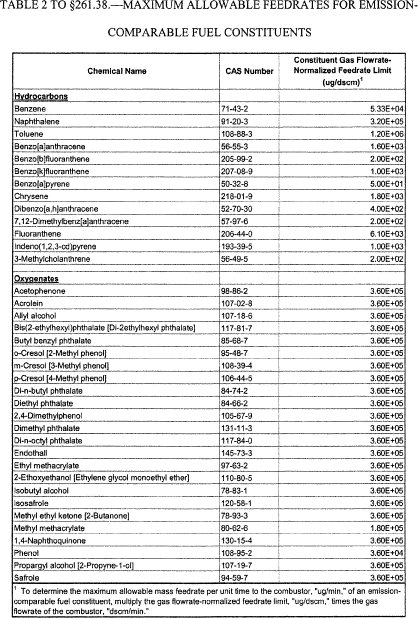 TABLE 2 TO §261.38.—MAXIMUM ALLOWABLE FEEDRATES FOR EMISSION-
COMPARABLE FUEL CONSTITUENTS
Chemical Name CAS Number Constituent Gas Flowrate-
Normalized Feedrate Limit
(ug/dscm)1
Hydrocarbons
Benzene 71-43-2 5.33E+04
Naphthalene 91-20-3 3.20E+05
Toluene 108-88-3 1.20E+06
Benzo[a]anthracene 56-55-3 1.60E+03
Benzo[b]fluoranthene 205-99-2 2.00E+02
Benzo[k]fluoranthene 207-08-9 1.00E+03
Benzo[a]pyrene 50-32-8 5.00E+01
Chrysene 218-01-9 1.80E+03
Dibenzo[a,h]anthracene 52-70-30 4.00E+02
7,12-Dimethylbenz[a]anthracene 57-97-6 2.00E+02
Fluoranthene 206-44-0 6.10E+03
Indeno(1,2,3-cd)pyrene 193-39-5 1.00E+03
3-Methylcholanthrene 56-49-5 2.00E+02
Oxygenates
Acetophenone 98-86-2 3.60E+05
Acrolein 107-02-8 3.60E+05
Allyl alcohol 107-18-6 3.60E+05
Bis(2-ethylhexyl)phthalate [Di-2ethylhexyl phthalate] 117-81-7 3.60E+05
Butyl benzyl phthalate 85-68-7 3.60E+05
o-Cresol [2-Methyl phenol] 95-48-7 3.60E+05
m-Cresol [3-Methyl phenol] 108-39-4 3.60E+05
p-Cresol [4-Methyl phenol] 106-44-5 3.60E+05
Di-n-butyl phthalate 84-74-2 3.60E+05
Diethyl phthalate 84-66-2 3.60E+05
2,4-Dimethylphenol 105-67-9 3.60E+05
Dimethyl phthalate 131-11-3 3.60E+05
Di-n-octyl phthalate 117-84-0 3.60E+05
Endothall 145-73-3 3.60E+05
Ethyl methacrylate 97-63-2 3.60E+05
2-Ethoxyethanol [Ethylene glycol monoethyl ether] 110-80-5 3.60E+05
Isobutyl alcohol 78-83-1 3.60E+05
Isosafrole 120-58-1 3.60E+05
Methyl ethyl ketone [2-Butanone] 78-93-3 3.60E+05
Methyl methacrylate 80-62-6 1.80E+05
1,4-Naphthoquinone 130-15-4 3.60E+05
Phenol 108-95-2 3.60E+04
Propargyl alcohol [2-Propyne-1-ol] 107-19-7 3.60E+05
Safrole 94-59-7 3.60E+05
1 To determine the maximum allowable mass feedrate per unit time to the combustor, "ug/min," of an emission-
comparable fuel constituent, multiply the gas flowrate-normalized feedrate limit, "ug/dscm," times the gas
flowrate of the combustor, "dscm/min."